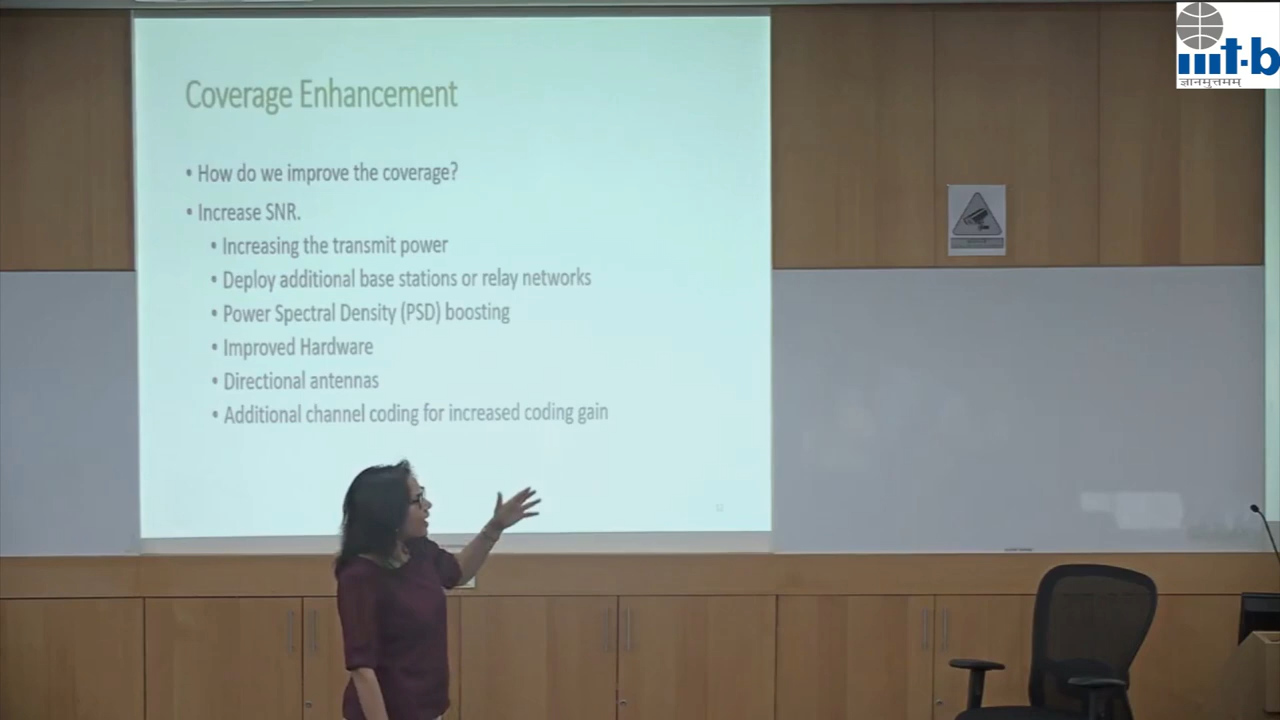 Coverage Enhancement
• How do we improve the coverage?
• Increase SNR.
• Increasing the transmit power
• Deploy additional base stations or relay networks
• Power Spectral Density (PSD) boosting
• Improved Hardware
• Directional antennas
• Additional channel coding for increased coding gain
iiit-b
ज्ञानमुत्तमम्